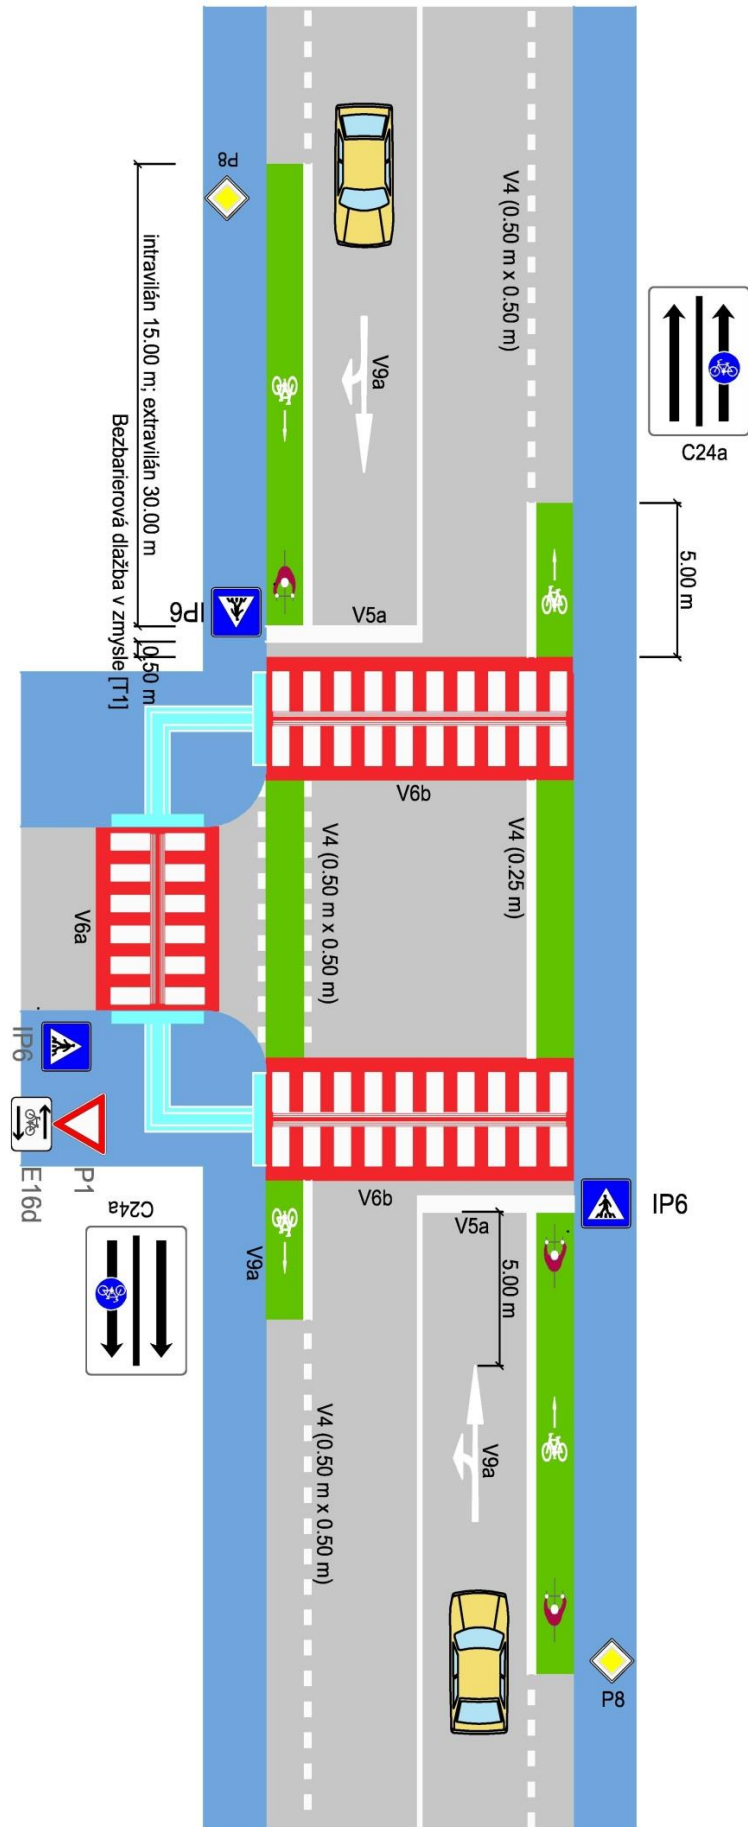 P8
V4 (0.50 m x 0.50 m)
C24a
V9a
intravilán 15.00 m; extravilán 30.00 m
Bezbarierová dlažba v zmysle [T1]
5.00 m
IP6
V5a
0.50 m
V6b
V4 (0.50 m x 0.50 m)
V4 (0.25 m)
V6a
IP6
P1
E16d
V6b
IP6
C24a
V9a
V5a
5.00 m
V9a
V4 (0.50 m x 0.50 m)
P8